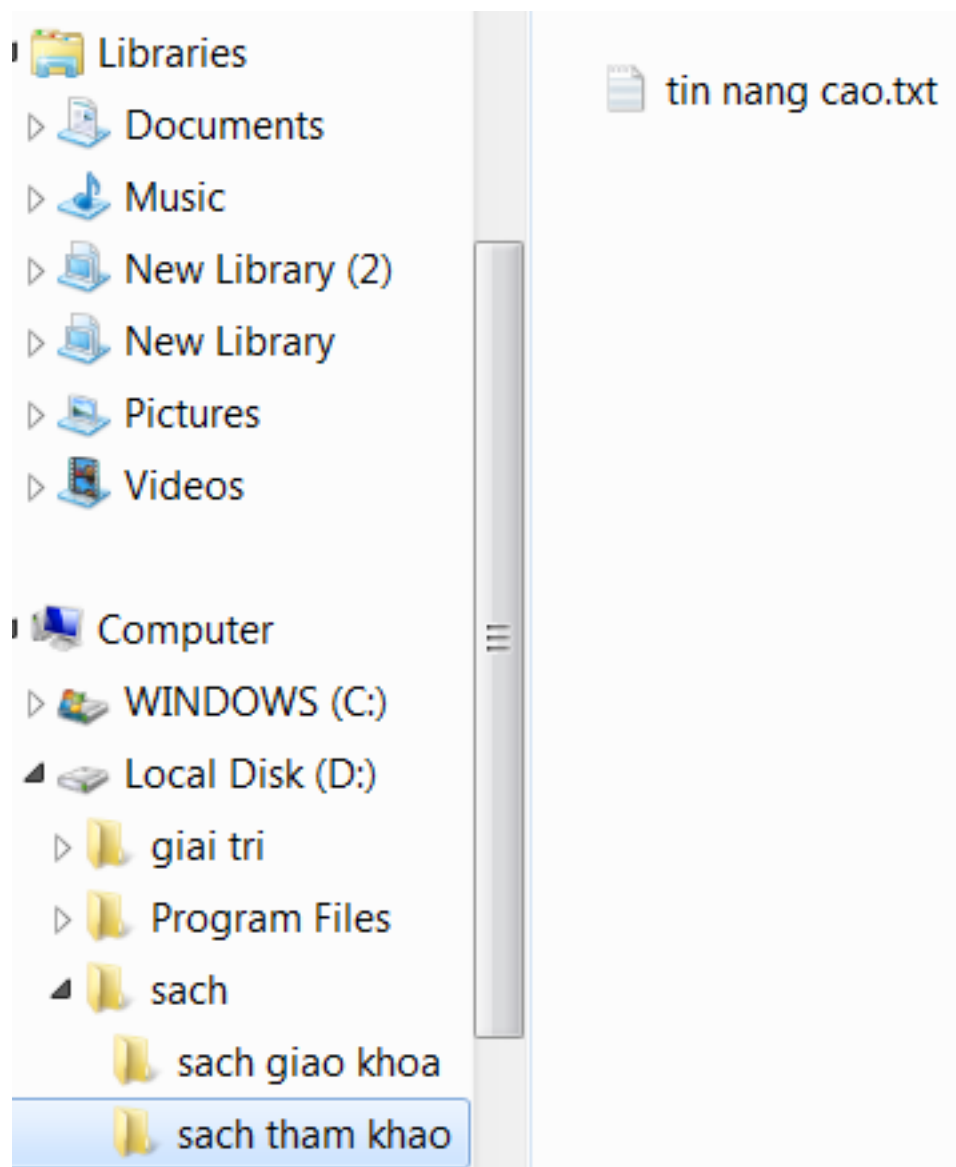 Libraries
Documents
Music
New Library (2)
New Library
Pictures
Videos
Computer
WINDOWS (C:)
Local Disk (D:)
giai tri
Program Files
sach
sach giao khoa
sach tham khao
tin nang cao.txt